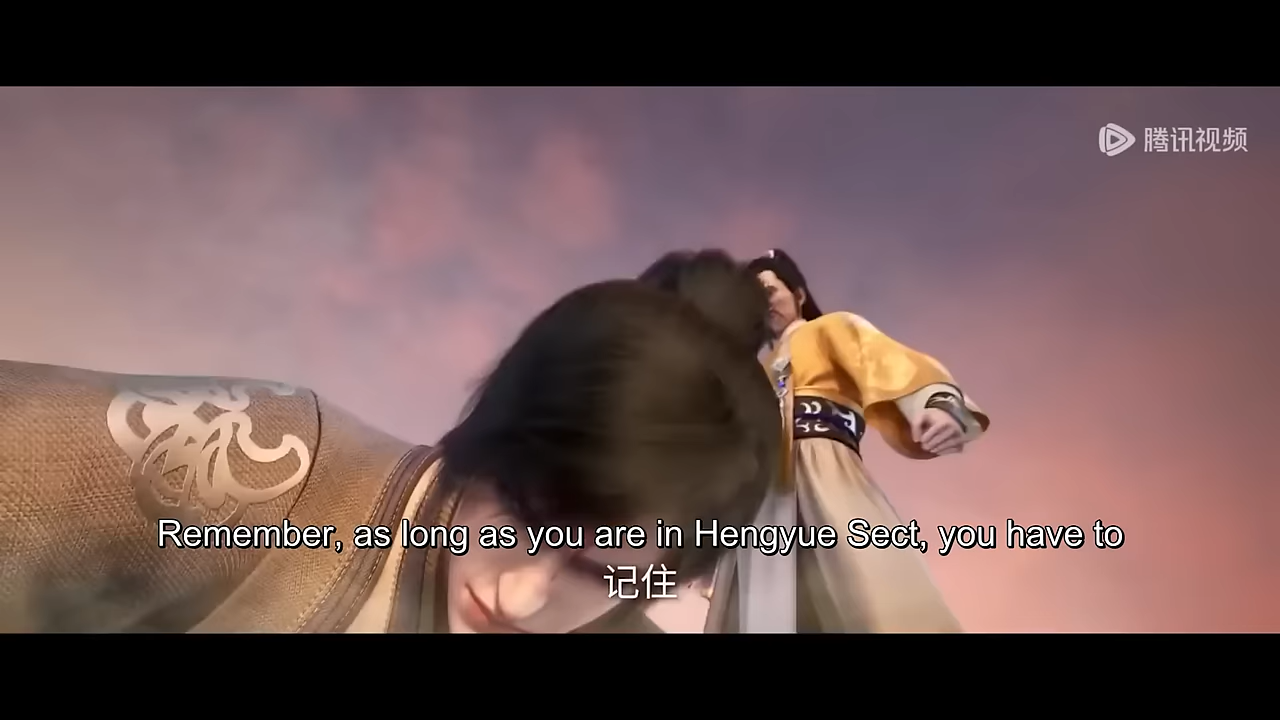 腾讯视频
Remember, as long as you are in Hengyue Sect, you have to
记住